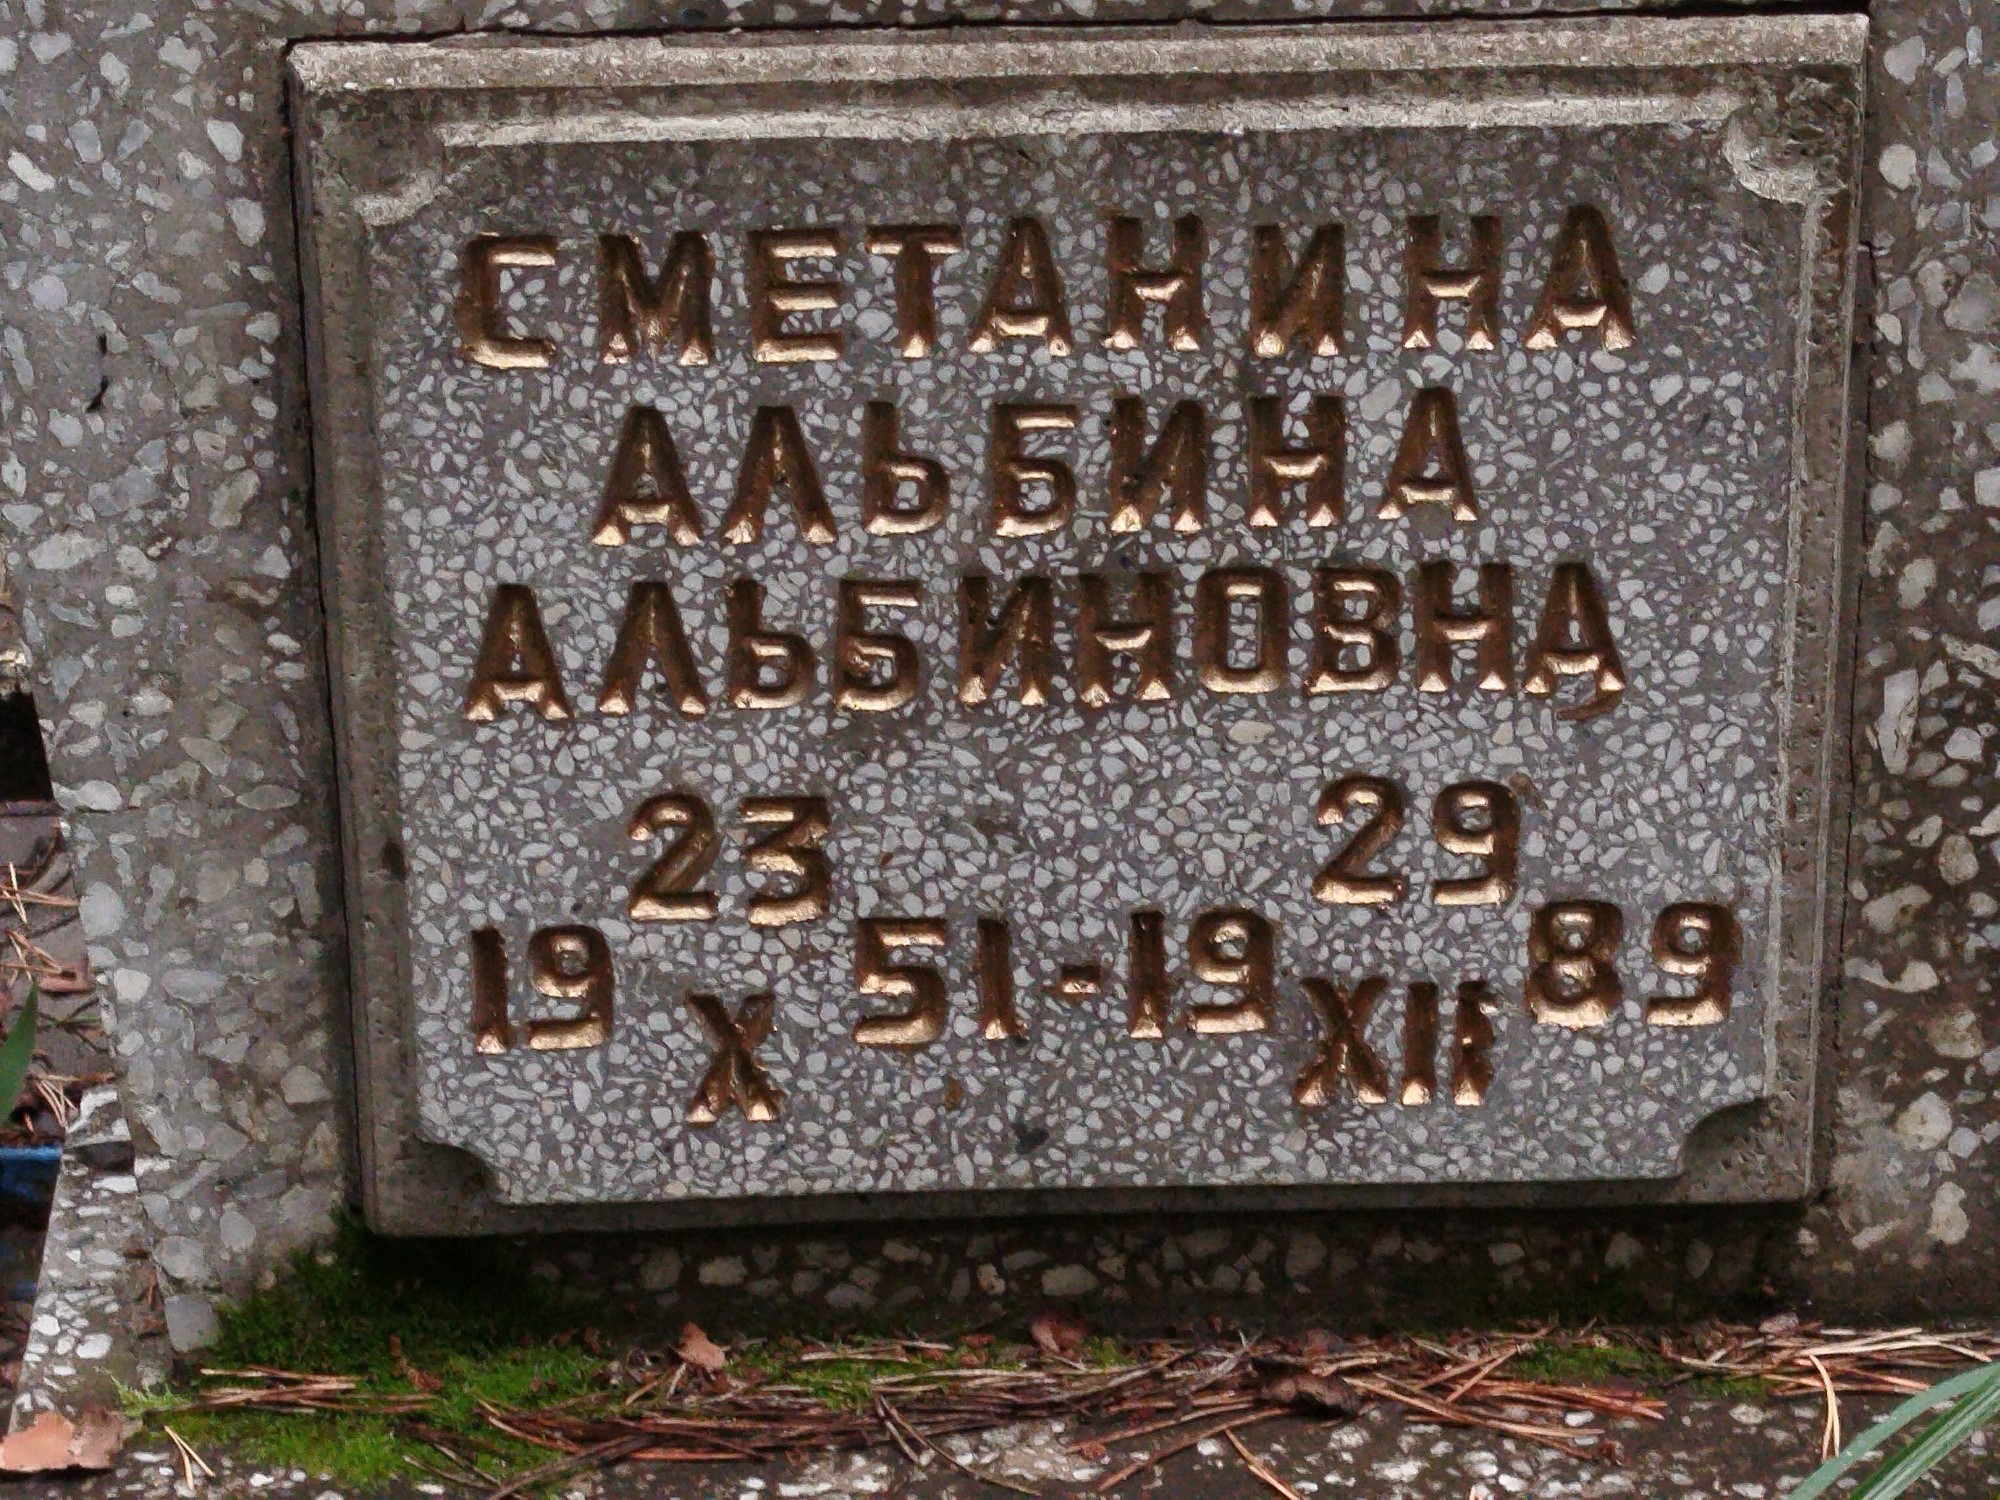 СМЕТАНИНА
АЛЬБИНА
АЛЬБИНОВНА
23 29
19 51-19 89
X XII